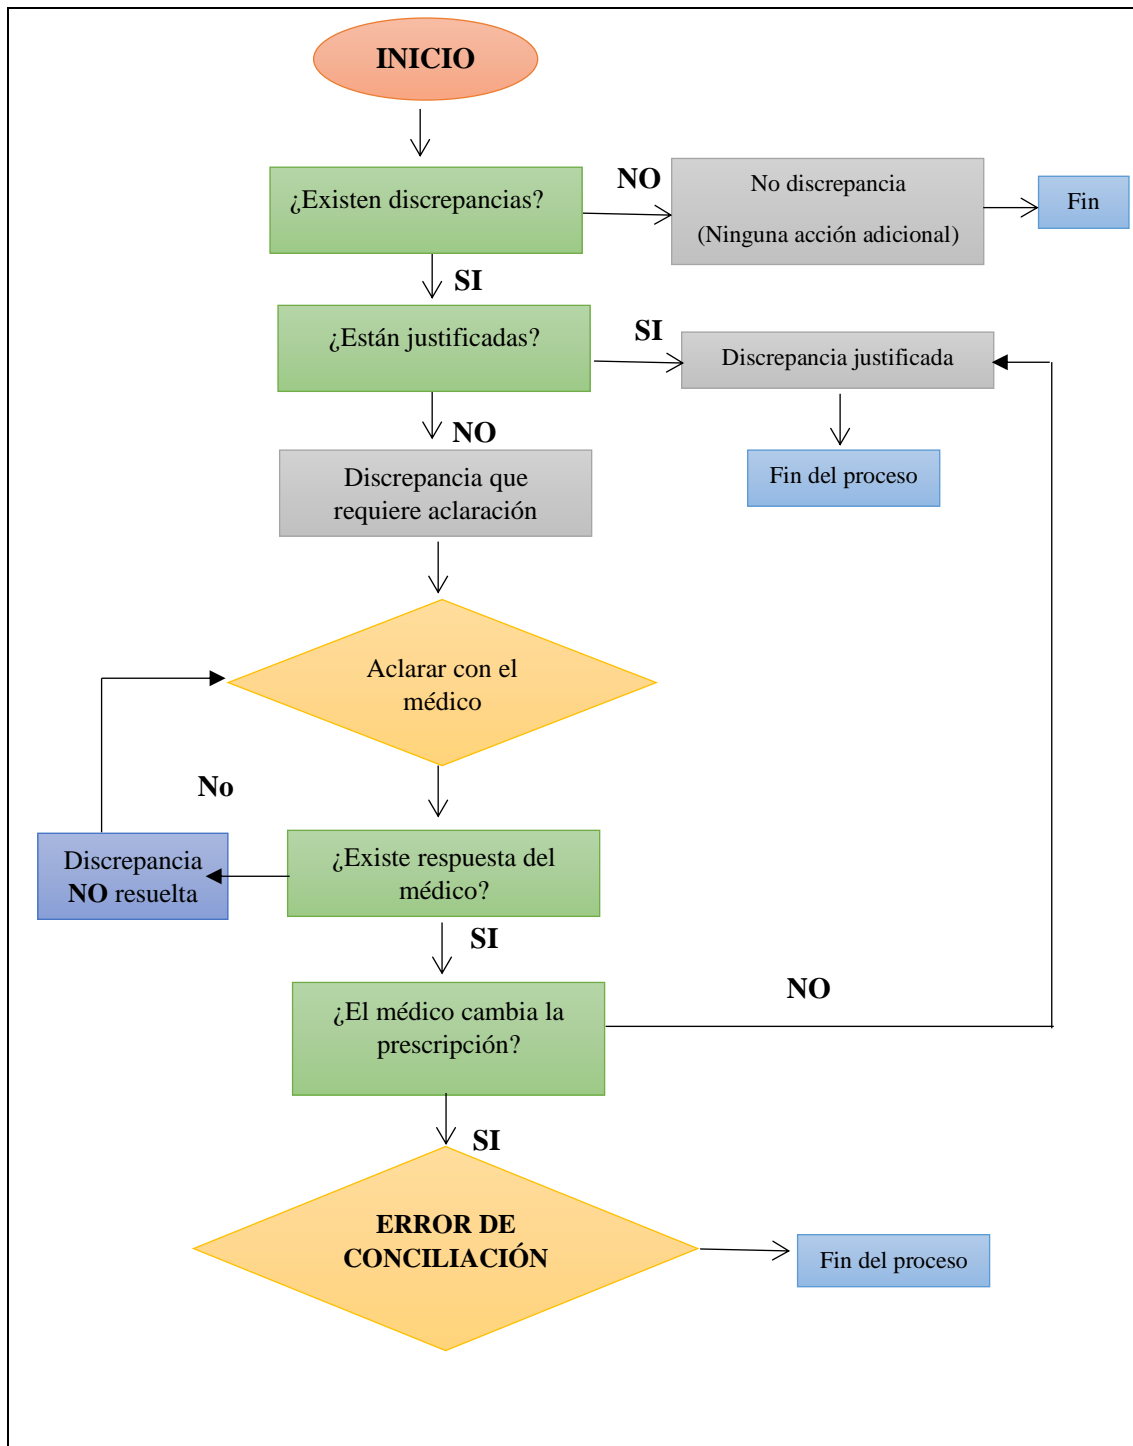 INICIO
¿Existen discrepancias?
NO
No discrepancia
(Ninguna acción adicional)
Fin
SI
¿Están justificadas?
SI
Discrepancia justificada
NO
Fin del proceso
Discrepancia que
requiere aclaración
Aclarar con el
médico
No
Discrepancia
NO resuelta
¿Existe respuesta del
médico?
SI
¿El médico cambia la
prescripción?
NO
SI
ERROR DE
CONCILIACIÓN
Fin del proceso